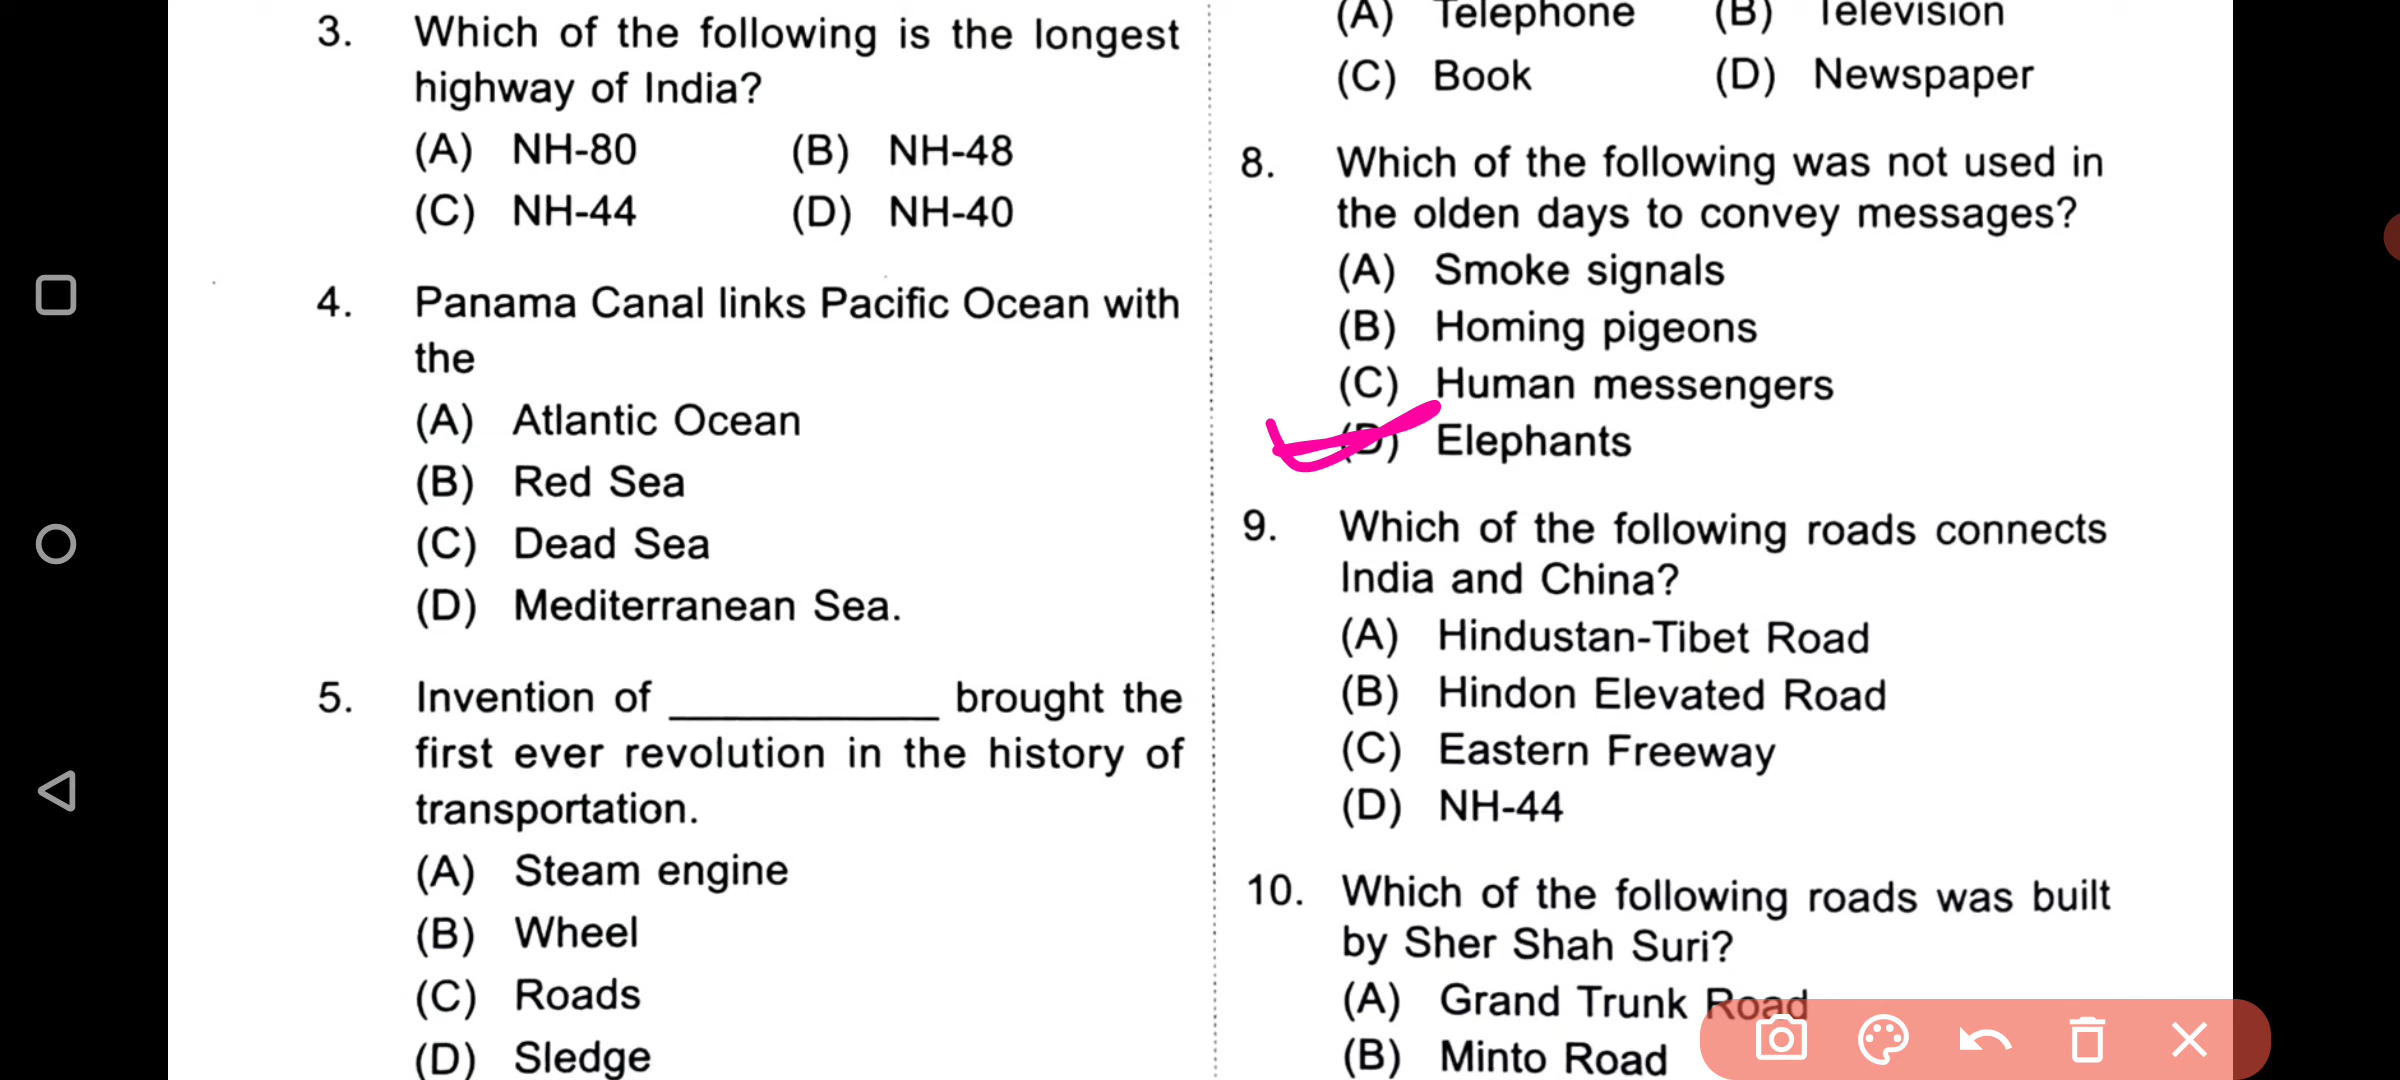 3. Which of the following is the longest
highway of India?
(A) NH-80 (B) NH-48
(C) NH-44 (D) NH-40
4. Panama Canal links Pacific Ocean with
the
(A) Atlantic Ocean
(B) Red Sea
(C) Dead Sea
(D) Mediterranean Sea.
5. Invention of ____________ brought the
first ever revolution in the history of
transportation.
(A) Steam engine
(B) Wheel
(C) Roads
(D) Sledge
(A) Telephone (B) Television
(C) Book (D) Newspaper
8. Which of the following was not used in
the olden days to convey messages?
(A) Smoke signals
(B) Homing pigeons
(C) Human messengers
(D) Elephants
9. Which of the following roads connects
India and China?
(A) Hindustan-Tibet Road
(B) Hindon Elevated Road
(C) Eastern Freeway
(D) NH-44
10. Which of the following roads was built
by Sher Shah Suri?
(A) Grand Trunk Road
(B) Minto Road